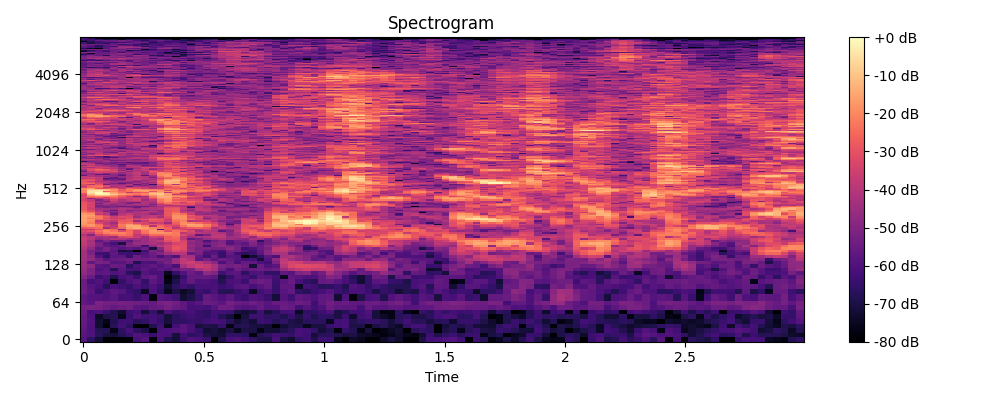 Spectrogram
Hz
4096
2048
1024
512
256
128
64
0
0
0.5
1
1.5
2
2.5
Time
+0 dB
-10 dB
-20 dB
-30 dB
-40 dB
-50 dB
-60 dB
-70 dB
-80 dB